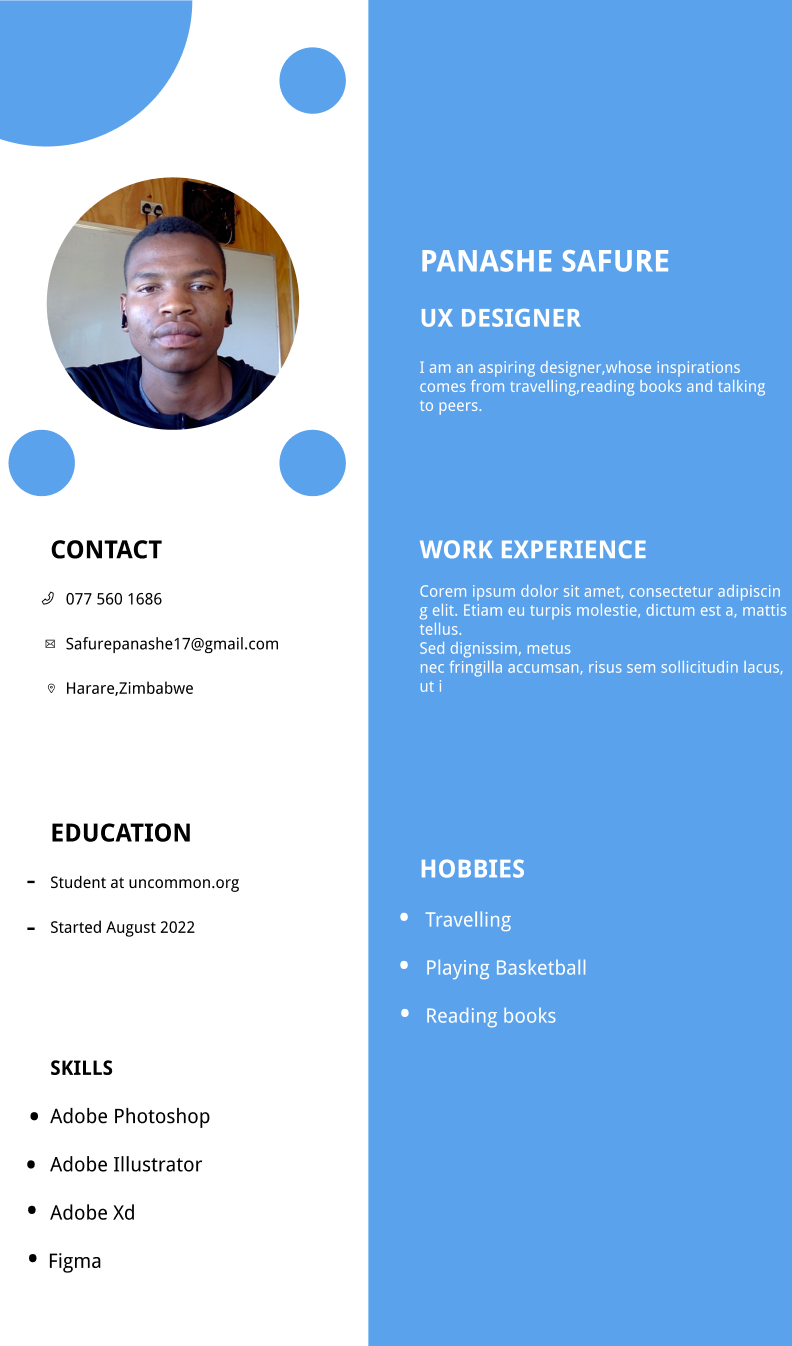 PANASHE SAFURE
UX DESIGNER
I am an aspiring designer,whose inspirations
comes from travelling,reading books and talking
to peers.
CONTACT
077 560 1686
Safurepanashe17@gmail.com
Harare,Zimbabwe
WORK EXPERIENCE
Corem ipsum dolor sit amet, consectetur adipiscin
g elit. Etiam eu turpis molestie, dictum est a, mattis
tellus.
Sed dignissim, metus
nec fringilla accumsan, risus sem sollicitudin lacus,
ut i
EDUCATION
- Student at uncommon.org
- Started August 2022
HOBBIES
• Travelling
• Playing Basketball
• Reading books
SKILLS
• Adobe Photoshop
• Adobe Illustrator
• Adobe Xd
• Figma